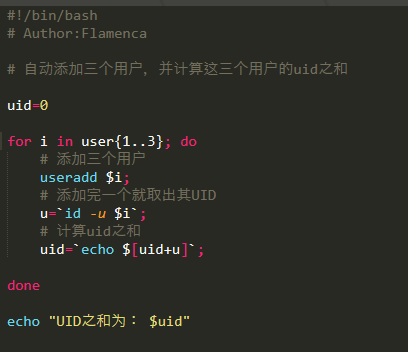 #!/bin/bash
# Author:Flamenca
# 自动添加三个用户，并计算这三个用户的uid之和
uid=0
for i in user{1..3}; do
# 添加三个用户
useradd $i;
# 添加完一个就取出其UID
u=`id -u $i`;
# 计算uid之和
uid=`echo $[uid+u]`;
done
echo "UID之和为： $uid"